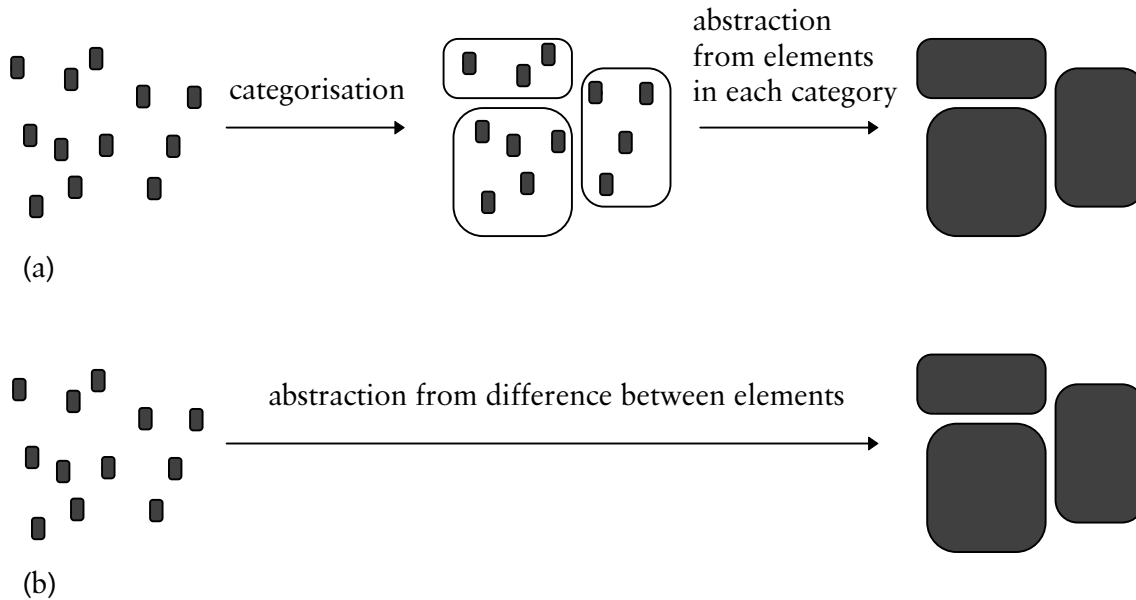 categorisation
abstraction
from elements
in each category
(a)
abstraction from difference between elements
(b)